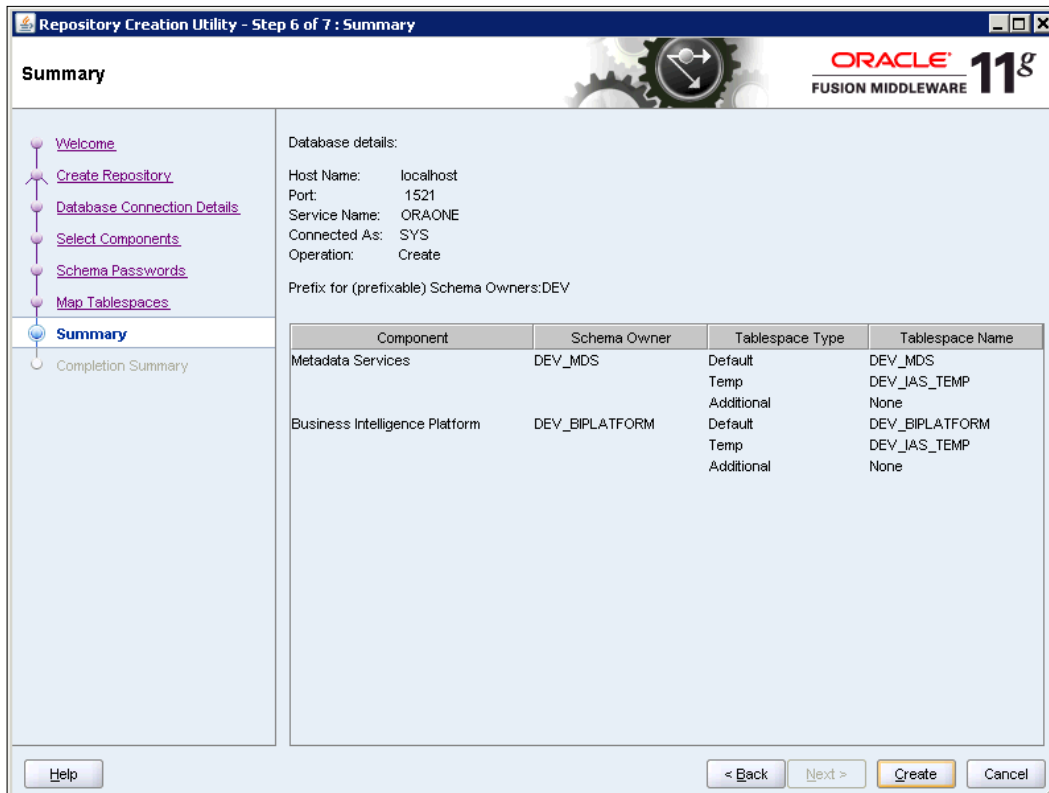 Repository Creation Utility - Step 6 of 7 : Summary
Summary
ORACLE
FUSION MIDDLEWARE
11g
Welcome
Create Repository
Database Connection Details
Select Components
Schema Passwords
Map Tablespaces
Summary
Completion Summary
Database details:
Host Name: localhost
Port: 1521
Service Name: ORAONE
Connected As: SYS
Operation: Create
Prefix for (prefixable) Schema Owners:DEV
Component Schema Owner Tablespace Type Tablespace Name
Metadata Services DEV_MDS Default DEV_MDS
Temp DEV_IAS_TEMP
Additional None
Business Intelligence Platform DEV_BIPLATFORM Default DEV_BIPLATFORM
Temp DEV_IAS_TEMP
Additional None
Help < Back Next > Create Cancel